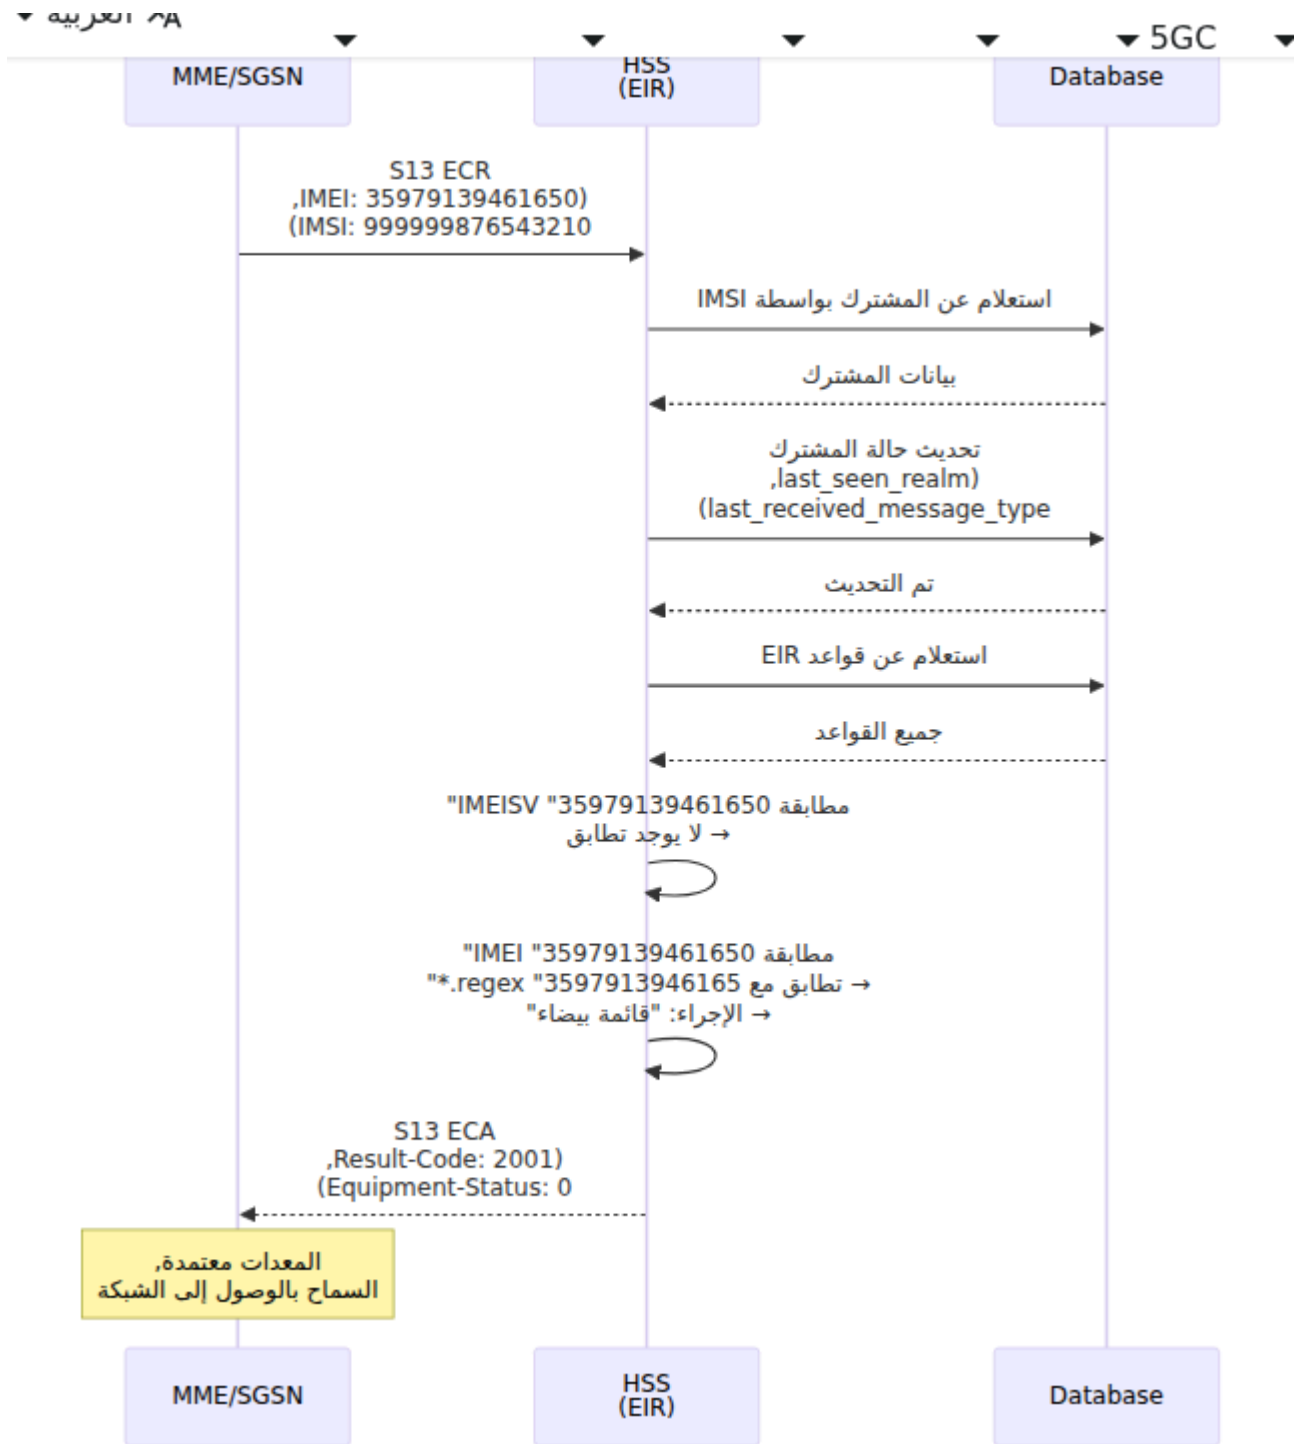 العربية
5GC
MME/SGSN
HSS
(EIR)
Database
S13 ECR
(IMEI: 35979139461650,
IMSI: 999999876543210)
استعلام عن المشترك بواسطة IMSI
بيانات المشترك
تحديث حالة المشترك
(last_seen_realm,
last_received_message_type)
تم التحديث
استعلام عن قواعد EIR
جميع القواعد
مطابقة IMEISV "35979139461650"
→ لا يوجد تطابق
مطابقة IMEI "35979139461650"
→ تطابق مع regex "3597913946165.*"
→ الإجراء: "قائمة بيضاء"
S13 ECA
(Result-Code: 2001,
Equipment-Status: 0)
المعدات معتمدة,
السماح بالوصول إلى الشبكة
MME/SGSN
HSS
(EIR)
Database